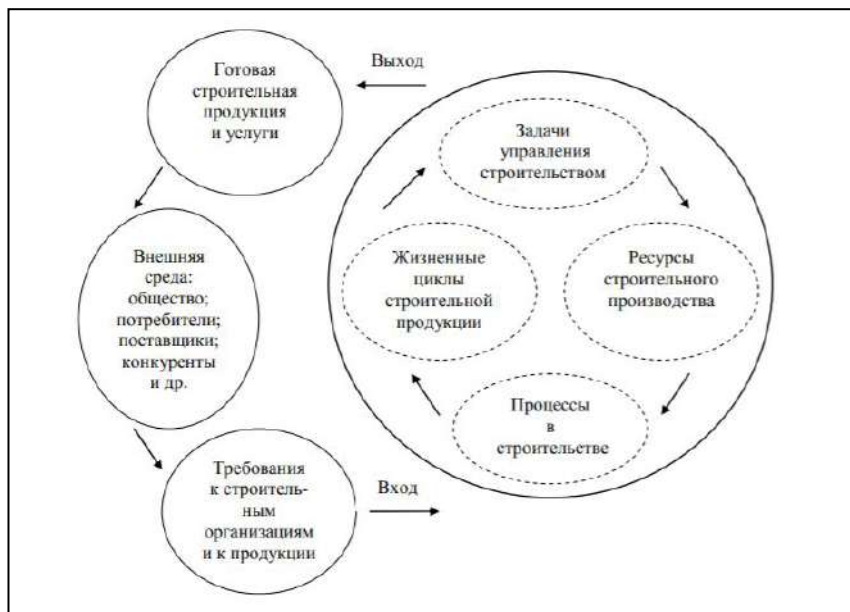 Выход
Готовая
строительная
продукция
и услуги
Задачи
управления
строительством
Внешняя
среда:
общество;
потребители;
поставщики;
конкуренты
и др.
Жизненные
циклы
строительной
продукции
Ресурсы
строительного
производства
Процессы
в
строительстве
Требования
к строитель-
ным
организациям
и к продукции
Вход